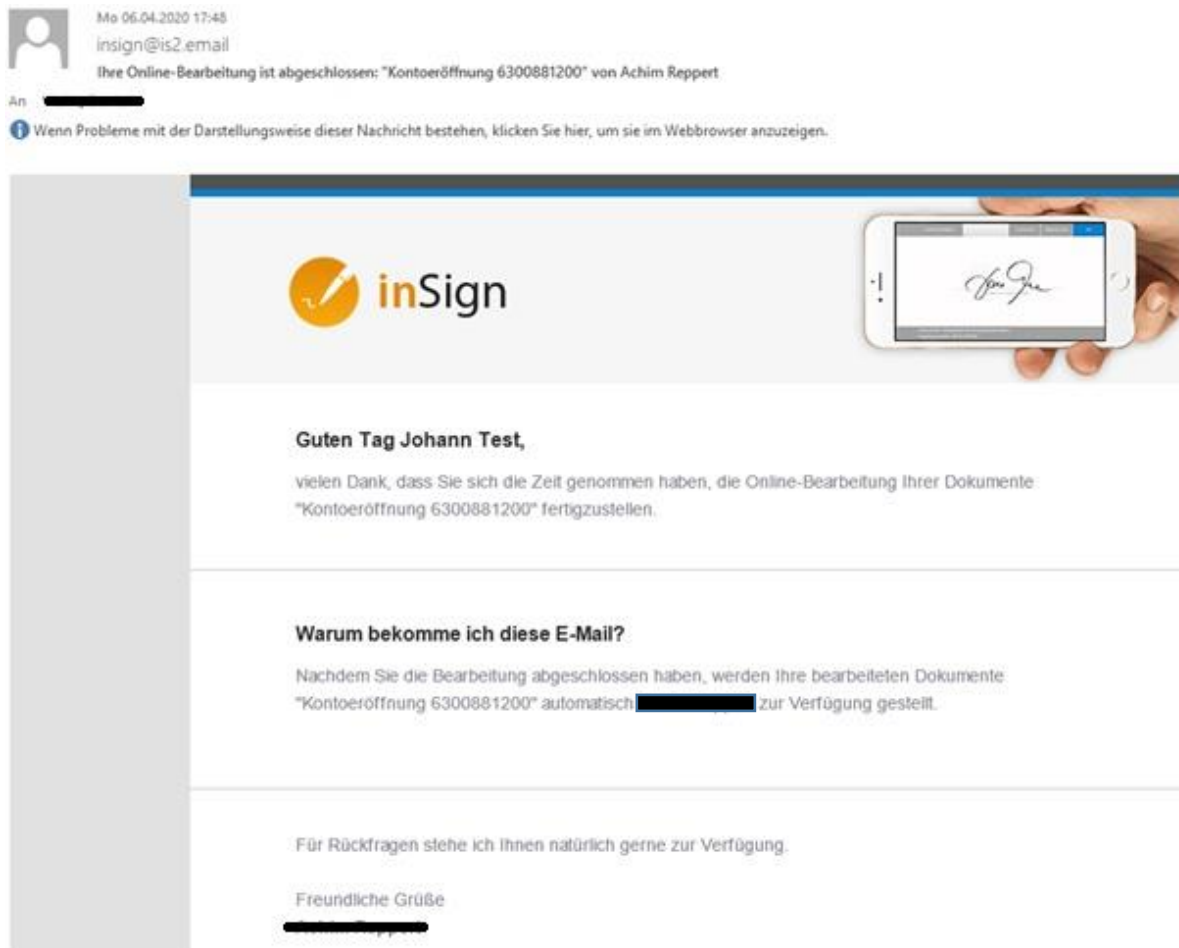 Mo 06.04.2020 17:48
insign@is2.email
Ihre Online-Bearbeitung ist abgeschlossen: "Kontoeröffnung 6300881200" von Achim Reppert
An
Wenn Probleme mit der Darstellungsweise dieser Nachricht bestehen, klicken Sie hier, um sie im Webbrowser anzuzeigen.
inSign
Guten Tag Johann Test,
vielen Dank, dass Sie sich die Zeit genommen haben, die Online-Bearbeitung Ihrer Dokumente
"Kontoeröffnung 6300881200" fertigzustellen.
Warum bekomme ich diese E-Mail?
Nachdem Sie die Bearbeitung abgeschlossen haben, werden Ihre bearbeiteten Dokumente
"Kontoeröffnung 6300881200" automatisch zur Verfügung gestellt.
Für Rückfragen stehe ich Ihnen natürlich gerne zur Verfügung.
Freundliche Grüße